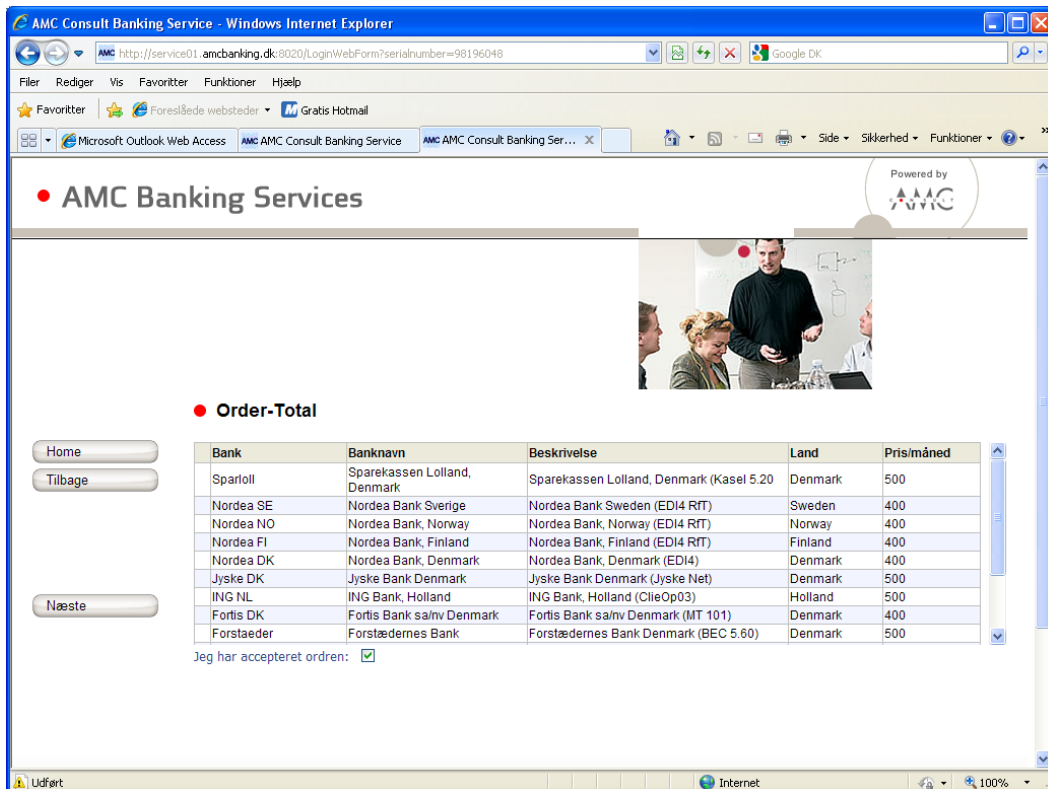 AMC Consult Banking Service - Windows Internet Explorer
AMC http://service01.amcbanking.dk:8020/LoginWebForm?serialnumber=98196048
Google DK
Filer Rediger Vis Favoritter Funktioner Hjælp
Favoritter Foreslåede websteder Gratis Hotmail
Microsoft Outlook Web Access AMC AMC Consult Banking Service AMC AMC Consult Banking Ser... X Side Sikkerhed Funktioner »
AMC Banking Services
Powered by
AMC
CONSULT
Order-Total
Home
Tilbage
Næste
Bank Banknavn Beskrivelse Land Pris/måned
Sparloll Sparekassen Lolland, Denmark Sparekassen Lolland, Denmark (Kasel 5.20 Denmark 500
Nordea SE Nordea Bank Sverige Nordea Bank Sweden (EDI4 RfT) Sweden 400
Nordea NO Nordea Bank, Norway Nordea Bank, Norway (EDI4 RfT) Norway 400
Nordea FI Nordea Bank, Finland Nordea Bank, Finland (EDI4 RfT) Finland 400
Nordea DK Nordea Bank, Denmark Nordea Bank, Denmark (EDI4) Denmark 400
Jyske DK Jyske Bank Denmark Jyske Bank Denmark (Jyske Net) Denmark 500
ING NL ING Bank, Holland ING Bank, Holland (ClieOp03) Holland 500
Fortis DK Fortis Bank sa/nv Denmark Fortis Bank sa/nv Denmark (MT 101) Denmark 400
Forstaeder Forstædernes Bank Forstædernes Bank Denmark (BEC 5.60) Denmark 500
Jeg har accepteret ordren:
Udført Internet 100%